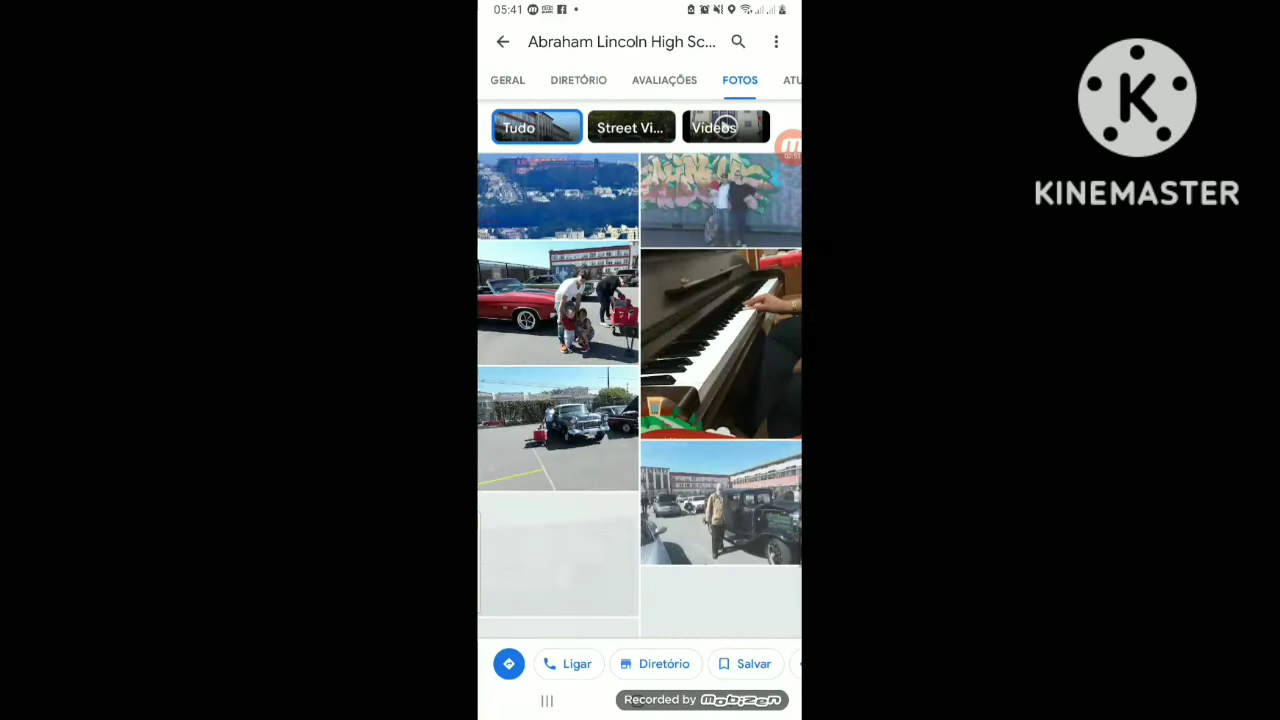 05:41
Abraham Lincoln High Sc...
GERAL DIRETÓRIO AVALIAÇÕES FOTOS ATU
Tudo Street Vi... Vídeos
Ligar Diretório Salvar
Recorded by mobizen
K
KINEMASTER